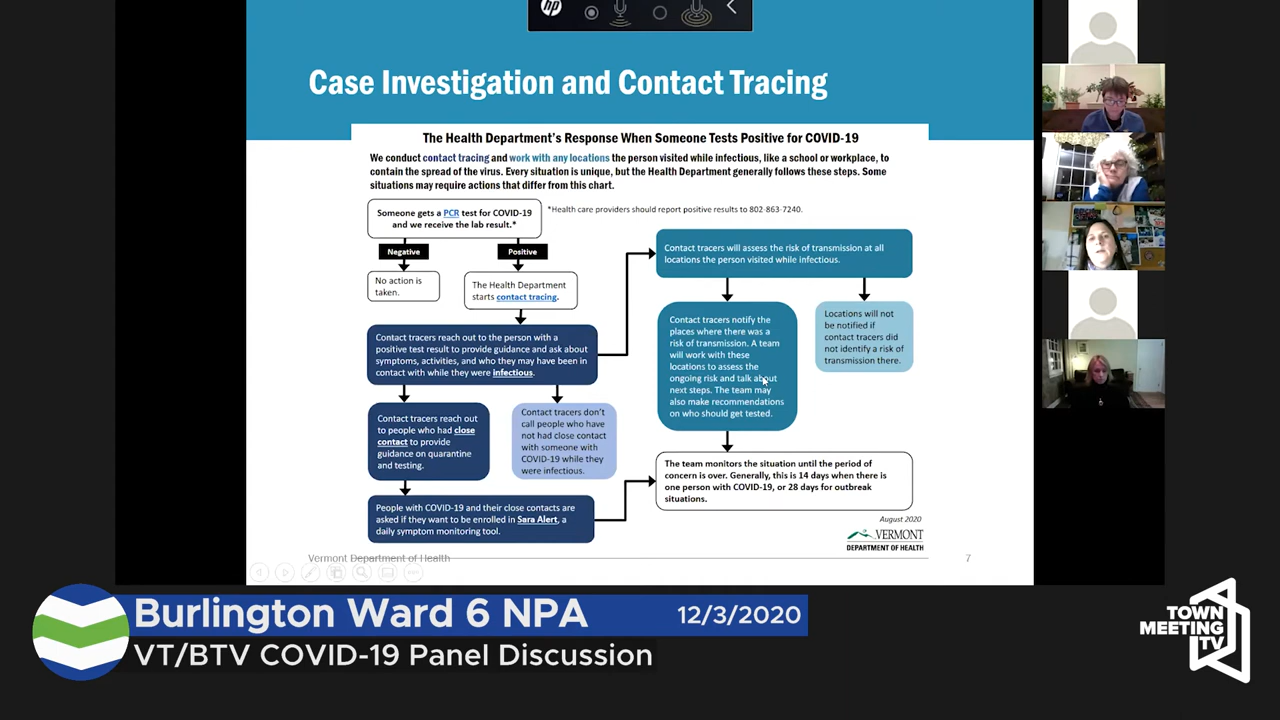 hp
Case Investigation and Contact Tracing
The Health Department's Response When Someone Tests Positive for COVID-19
We conduct contact tracing and work with any locations the person visited while infectious, like a school or workplace, to
contain the spread of the virus. Every situation is unique, but the Health Department generally follows these steps. Some
situations may require actions that differ from this chart.
Someone gets a PCR test for COVID-19
and we receive the lab result.*
*Health care providers should report positive results to 802-863-7240.
Negative
Positive
No action is
taken.
The Health Department
starts contact tracing.
Contact tracers reach out to the person with a
positive test result to provide guidance and ask about
symptoms, activities, and who they may have been in
contact with while they were infectious.
Contact tracers reach out
to people who had close
contact to provide
guidance on quarantine
and testing.
Contact tracers don't
call people who have
not had close contact
with someone with
COVID-19 while they
were infectious.
People with COVID-19 and their close contacts are
asked if they want to be enrolled in Sara Alert, a
daily symptom monitoring tool.
Contact tracers will assess the risk of transmission at all
locations the person visited while infectious.
Contact tracers notify the
places where there was a
risk of transmission. A team
will work with these
locations to assess the
ongoing risk and talk about
next steps. The team may
also make recommendations
on who should get tested.
Locations will not
be notified if
contact tracers did
not identify a risk of
transmission there.
The team monitors the situation until the period of
concern is over. Generally, this is 14 days when there is
one person with COVID-19, or 28 days for outbreak
situations.
August 2020
VERMONT
DEPARTMENT OF HEALTH
Vermont Department of Health
7
Burlington Ward 6 NPA
12/3/2020
VT/BTV COVID-19 Panel Discussion
TOWN
MEETING
TV